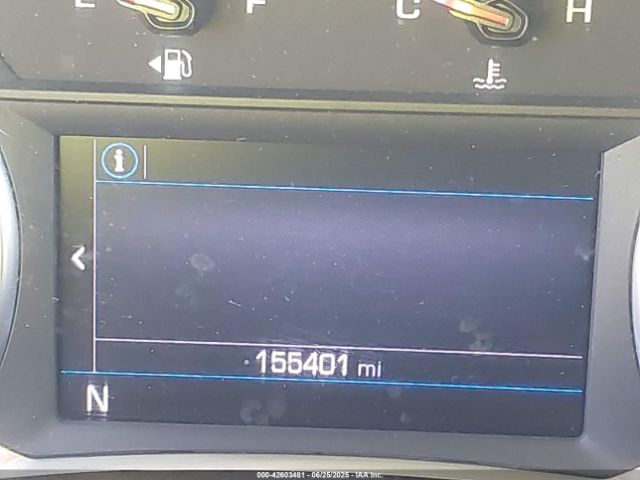 E F C H
i
155401 mi
N
000-42603481 - 06/25/2025 - IAA Inc.